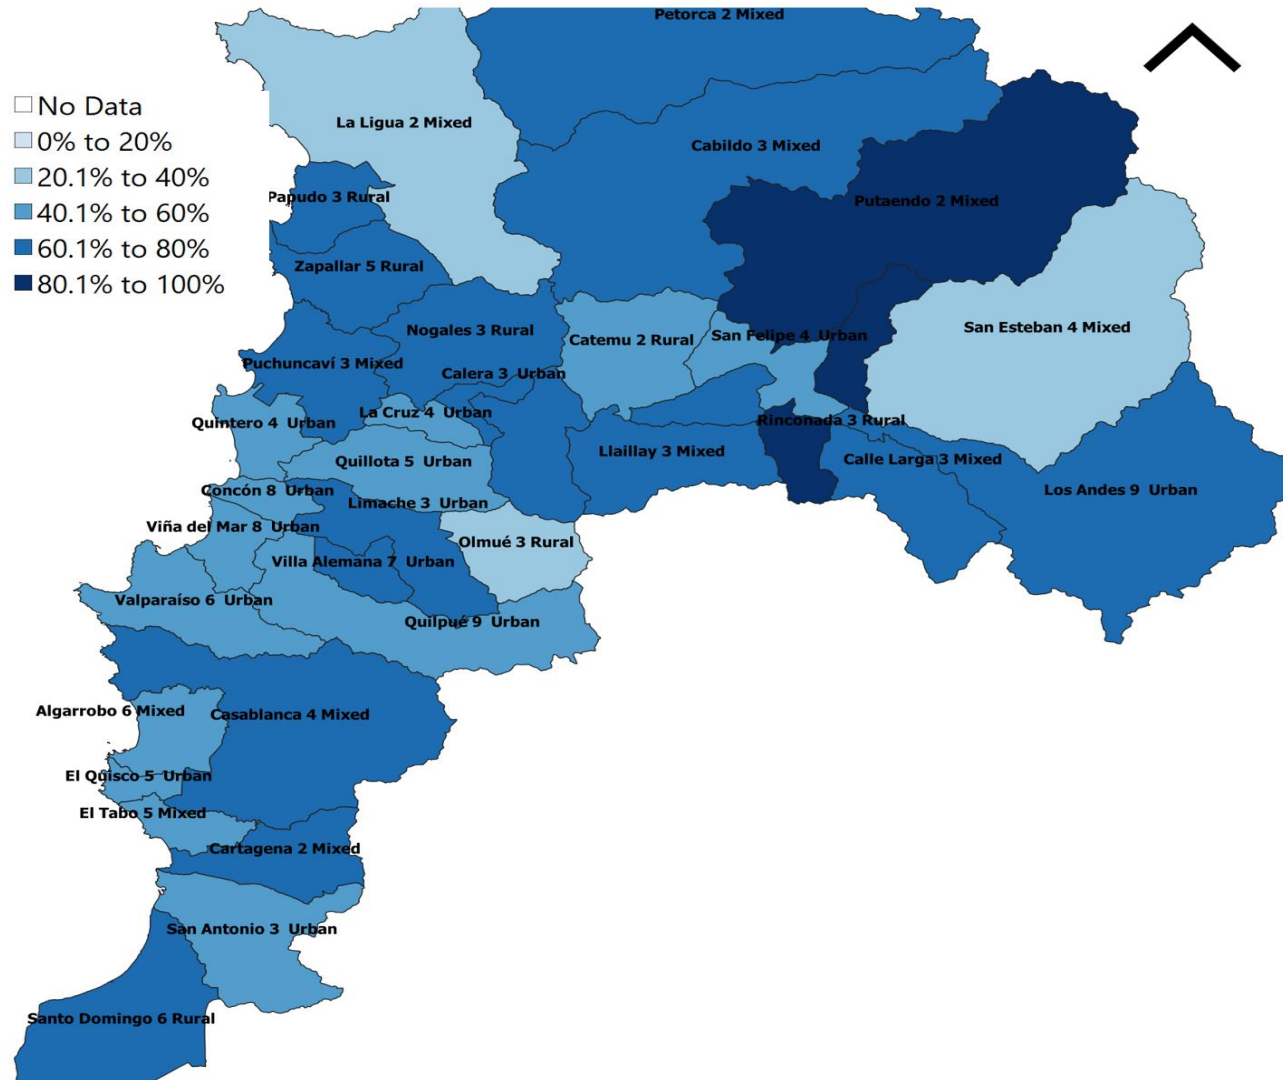 Petorca 2 Mixed
No Data
0% to 20%
20.1% to 40%
40.1% to 60%
60.1% to 80%
80.1% to 100%
La Ligua 2 Mixed
Cabildo 3 Mixed
Papudo 3 Rural
Putaendo 2 Mixed
Zapallar 5 Rural
Nogales 3 Rural
Catemu 2 Rural
San Felipe 4 Urban
San Esteban 4 Mixed
Puchuncaví 3 Mixed
Calera 3 Urban
La Cruz 4 Urban
Quintero 4 Urban
Rinconada 3 Rural
Quillota 5 Urban
Llaillay 3 Mixed
Calle Larga 3 Mixed
Concón 8 Urban
Limache 3 Urban
Los Andes 9 Urban
Viña del Mar 8 Urban
Olmué 3 Rural
Villa Alemana 7 Urban
Valparaíso 6 Urban
Quilpué 9 Urban
Algarrobo 6 Mixed
Casablanca 4 Mixed
El Quisco 5 Urban
El Tabo 5 Mixed
Cartagena 2 Mixed
San Antonio 3 Urban
Santo Domingo 6 Rural